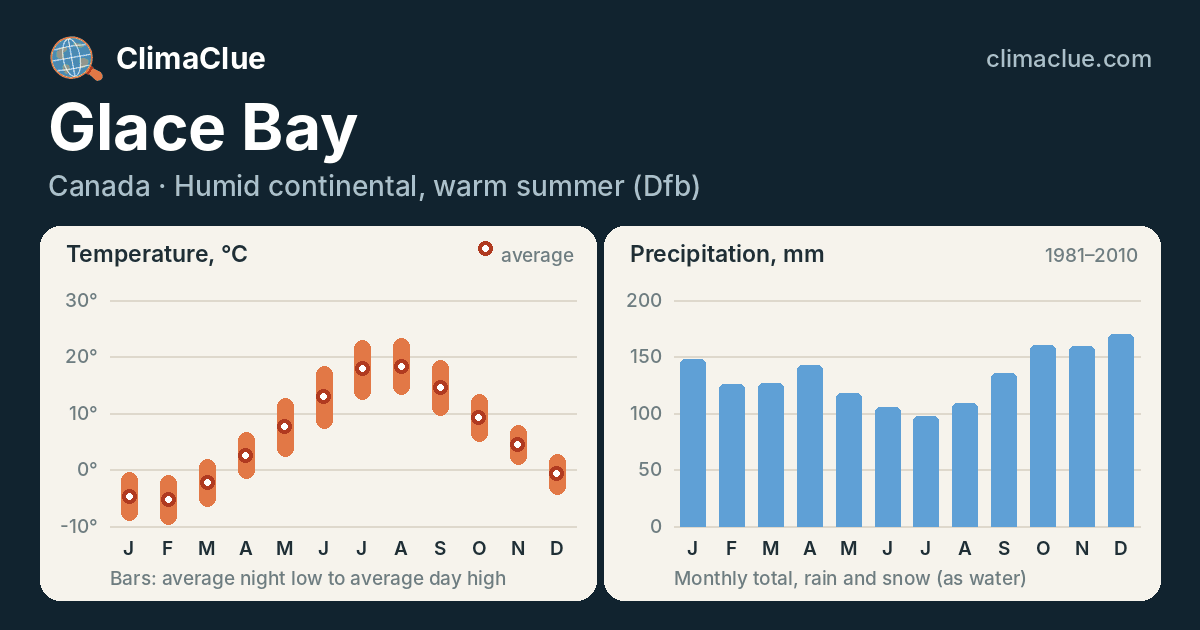 ClimaClue
climaclue.com
Glace Bay
Canada · Humid continental, warm summer (Dfb)
Temperature, °C
average
30°
20°
10°
0°
-10°
J F M A M J J A S O N D
Bars: average night low to average day high
Precipitation, mm
1981–2010
200
150
100
50
0
J F M A M J J A S O N D
Monthly total, rain and snow (as water)